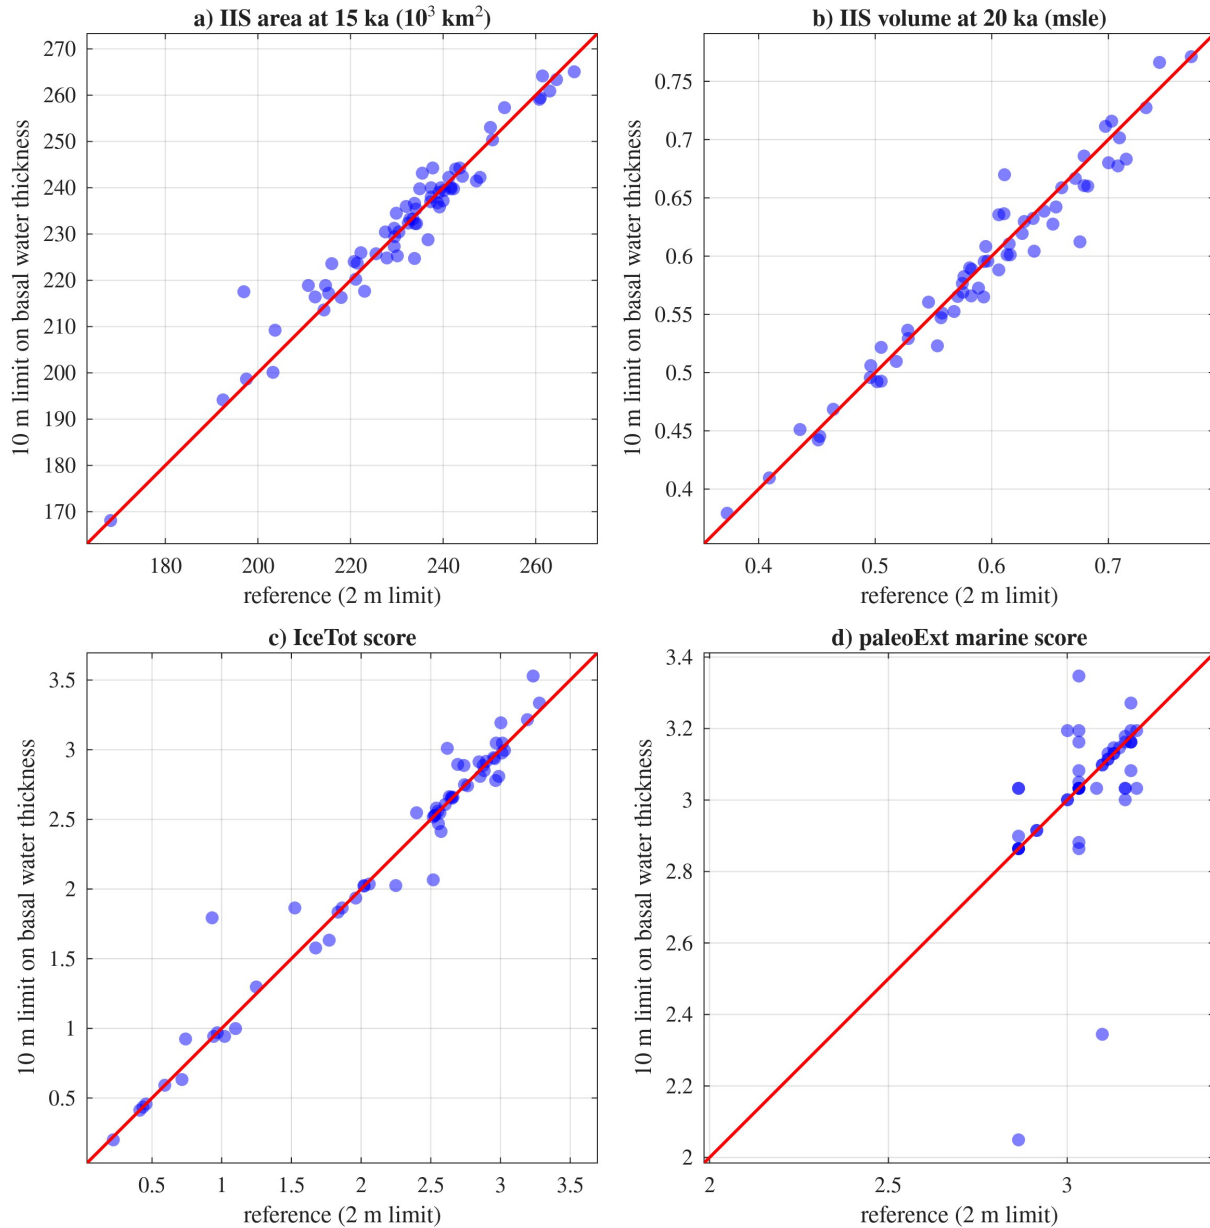 a) IIS area at 15 ka (10³ km²)
270
260
250
240
230
220
210
200
190
180
170
10 m limit on basal water thickness
180 200 220 240 260
reference (2 m limit)
b) IIS volume at 20 ka (msle)
0.75
0.7
0.65
0.6
0.55
0.5
0.45
0.4
10 m limit on basal water thickness
0.4 0.5 0.6 0.7
reference (2 m limit)
c) IceTot score
3.5
3
2.5
2
1.5
1
0.5
10 m limit on basal water thickness
0.5 1 1.5 2 2.5 3 3.5
reference (2 m limit)
d) paleoExt marine score
3.4
3.2
3
2.8
2.6
2.4
2.2
2
10 m limit on basal water thickness
2 2.5 3
reference (2 m limit)